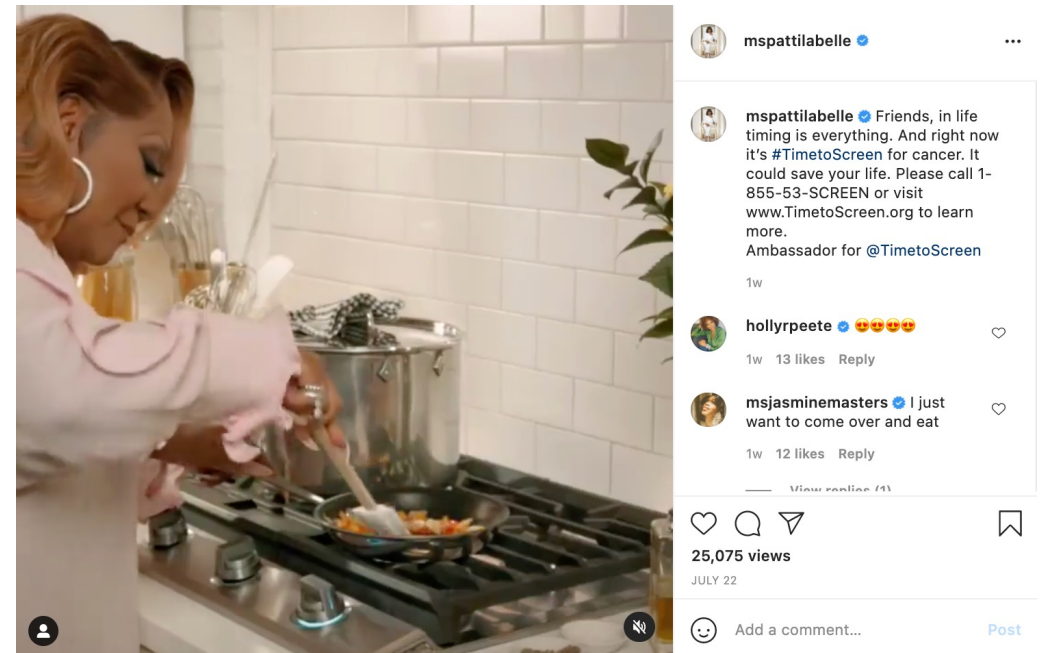 mspattilabelle
mspattilabelle Friends, in life
timing is everything. And right now
it's #TimetoScreen for cancer. It
could save your life. Please call 1-
855-53-SCREEN or visit
www.TimetoScreen.org to learn
more.
Ambassador for @TimetoScreen
1w
hollyrpeete 😍😍😍😍
1w 13 likes Reply
msjasminemasters I just
want to come over and eat
1w 12 likes Reply
View replies (1)
25,075 views
JULY 22
Add a comment... Post